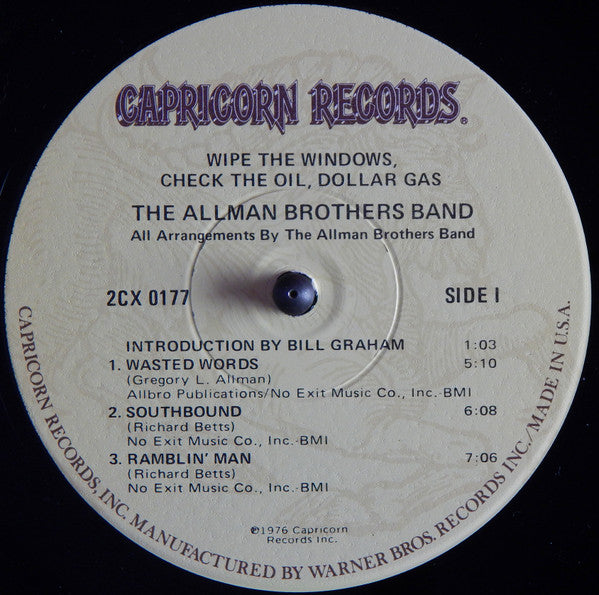 CAPRICORN RECORDS®
WIPE THE WINDOWS,
CHECK THE OIL, DOLLAR GAS
THE ALLMAN BROTHERS BAND
All Arrangements By The Allman Brothers Band
2CX 0177 SIDE I
INTRODUCTION BY BILL GRAHAM 1:03
1. WASTED WORDS 5:10
(Gregory L. Allman)
Allbro Publications/No Exit Music Co., Inc.-BMI
2. SOUTHBOUND 6:08
(Richard Betts)
No Exit Music Co., Inc.-BMI
3. RAMBLIN' MAN 7:06
(Richard Betts)
No Exit Music Co., Inc.-BMI
℗1976 Capricorn
Records Inc.
CAPRICORN RECORDS, INC. MANUFACTURED BY WARNER BROS. RECORDS INC./MADE IN U.S.A.